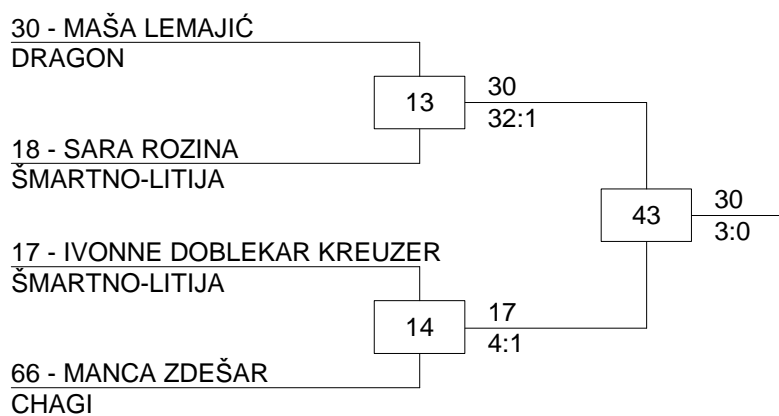 30 - MAŠA LEMAJIĆ
DRAGON
13
30
32:1
18 - SARA ROZINA
ŠMARTNO-LITIJA
43
30
3:0
17 - IVONNE DOBLEKAR KREUZER
ŠMARTNO-LITIJA
14
17
4:1
66 - MANCA ZDEŠAR
CHAGI